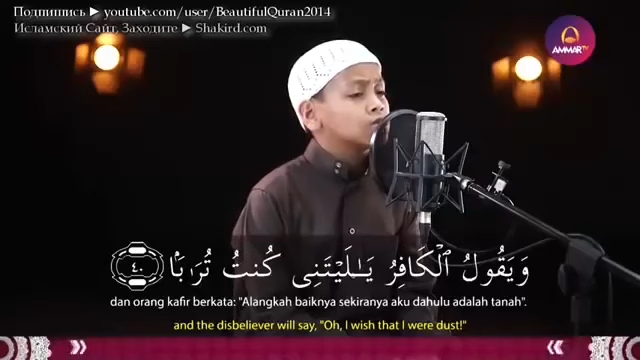 Подпишись ► youtube.com/user/BeautifulQuran2014
Исламский Сайт, Заходите ► Shakird.com
AMMAR TV
وَيَقُولُ ٱلْكَافِرُ يَـٰلَيْتَنِى كُنتُ تُرَٰبًۢا ٤٠
dan orang kafir berkata: "Alangkah baiknya sekiranya aku dahulu adalah tanah".
and the disbeliever will say, "Oh, I wish that I were dust!"